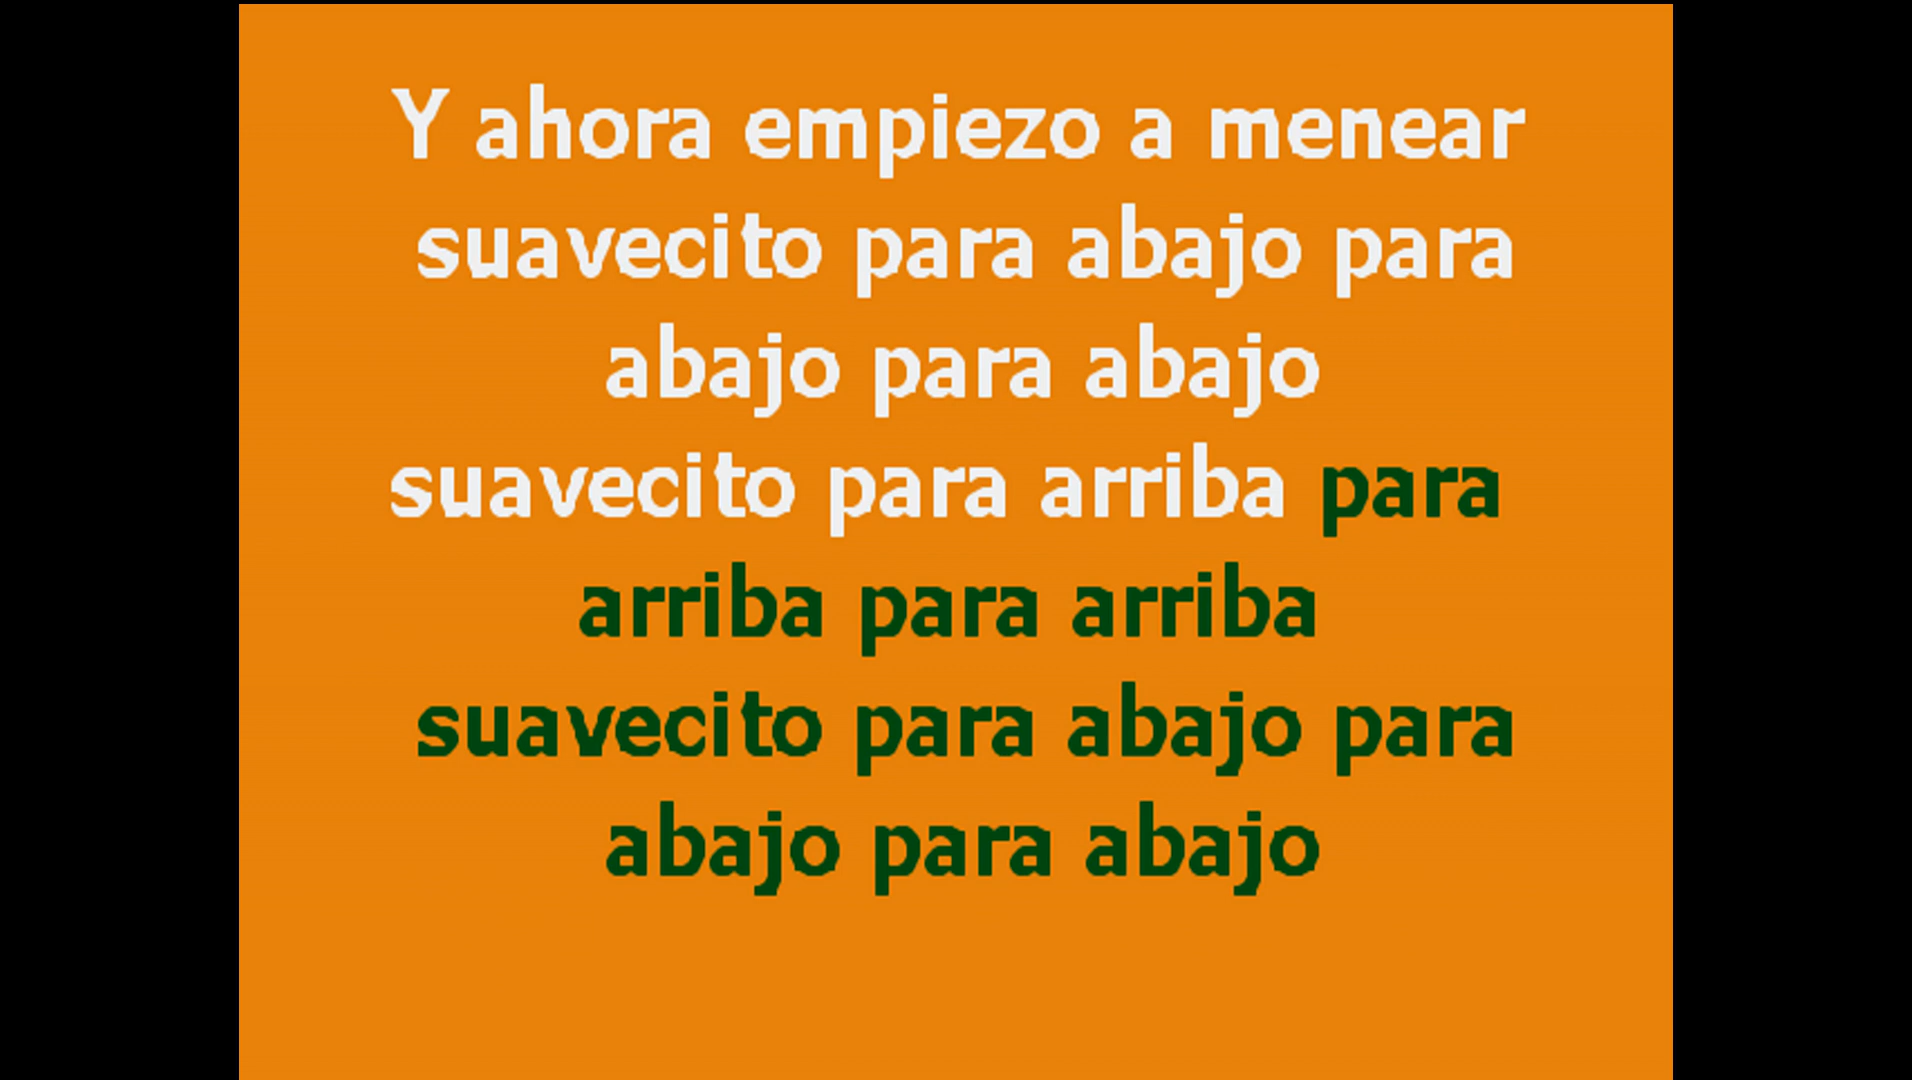 Y ahora empiezo a menear
suavecito para abajo para
abajo para abajo
suavecito para arriba para
arriba para arriba
suavecito para abajo para
abajo para abajo